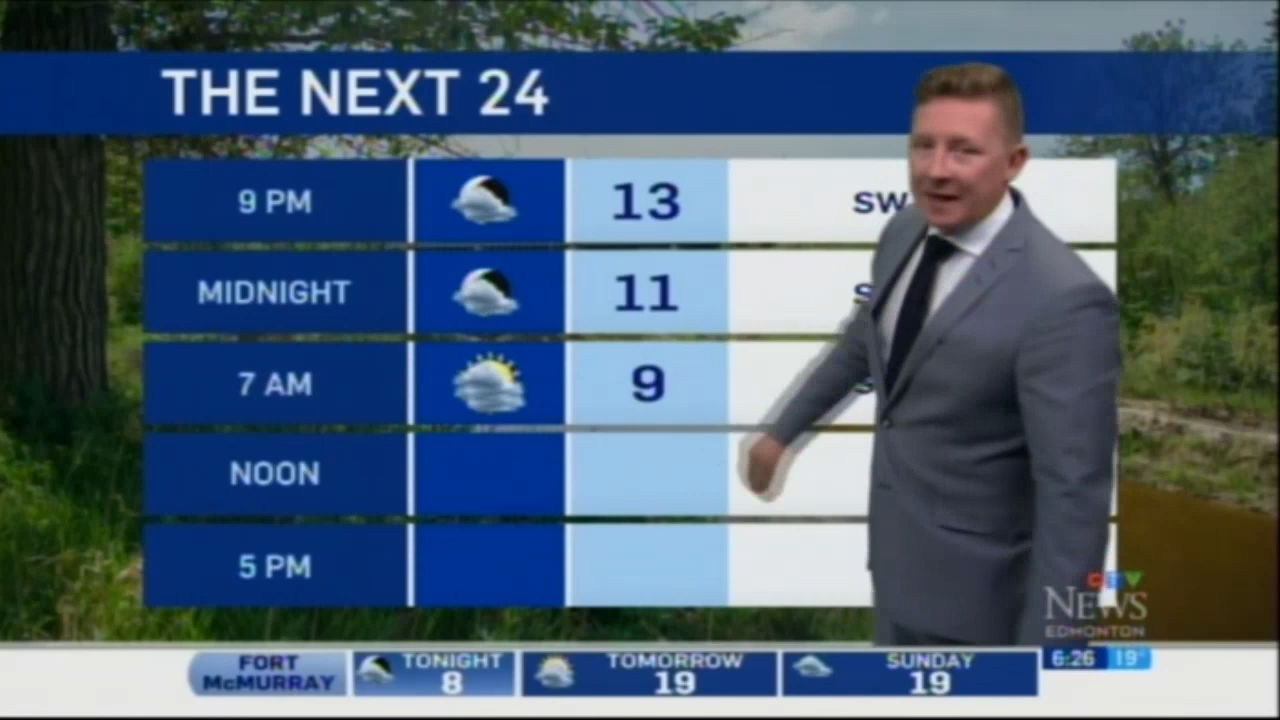 THE NEXT 24
9 PM 13 SW
MIDNIGHT 11
7 AM 9
NOON
5 PM
CTV
NEWS
EDMONTON
FORT McMURRAY
TONIGHT 8
TOMORROW 19
SUNDAY 19
6:26 19°